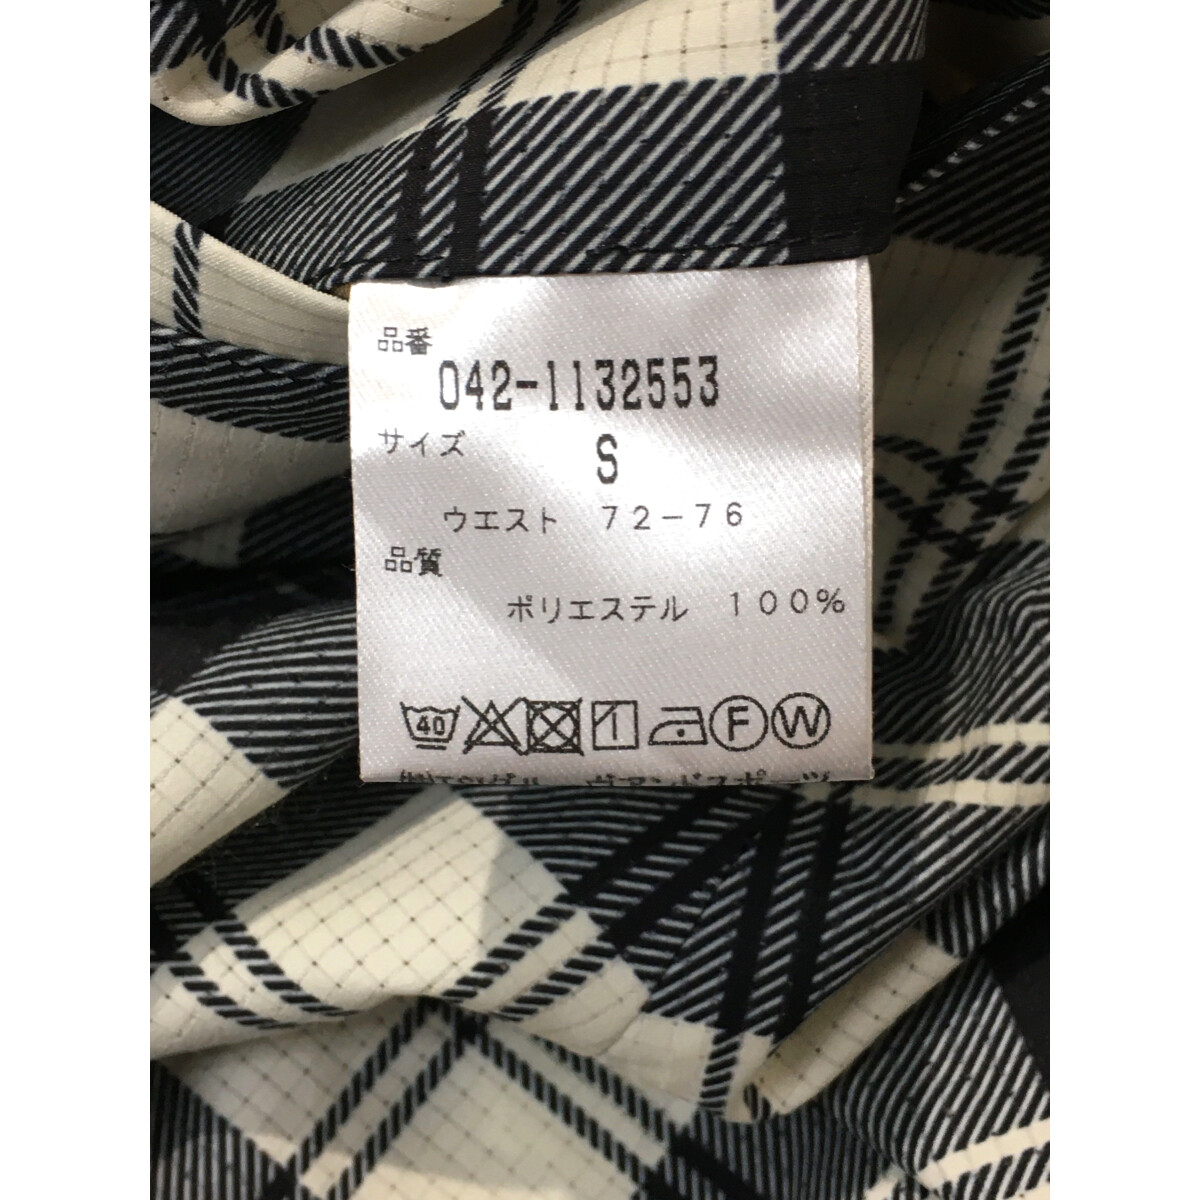 品番
042-1132553
サイズ
S
ウエスト 72-76
品質
ポリエステル 100%
40 F W